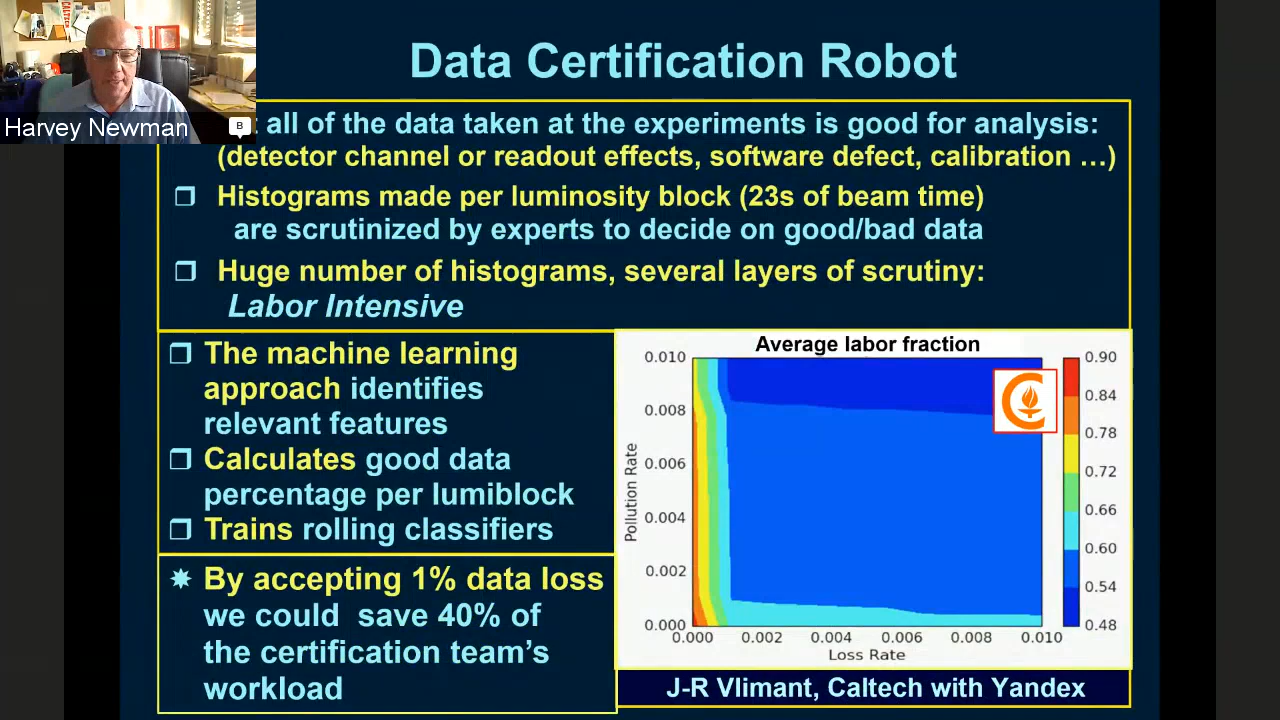 Data Certification Robot
Harvey Newman
B
all of the data taken at the experiments is good for analysis:
(detector channel or readout effects, software defect, calibration …)
Histograms made per luminosity block (23s of beam time)
are scrutinized by experts to decide on good/bad data
Huge number of histograms, several layers of scrutiny:
Labor Intensive
The machine learning
approach identifies
relevant features
Calculates good data
percentage per lumiblock
Trains rolling classifiers
By accepting 1% data loss
we could save 40% of
the certification team's
workload
Average labor fraction
0.010
0.008
0.006
0.004
0.002
0.000
Pollution Rate
0.000 0.002 0.004 0.006 0.008 0.010
Loss Rate
0.90
0.84
0.78
0.72
0.66
0.60
0.54
0.48
J-R Vlimant, Caltech with Yandex